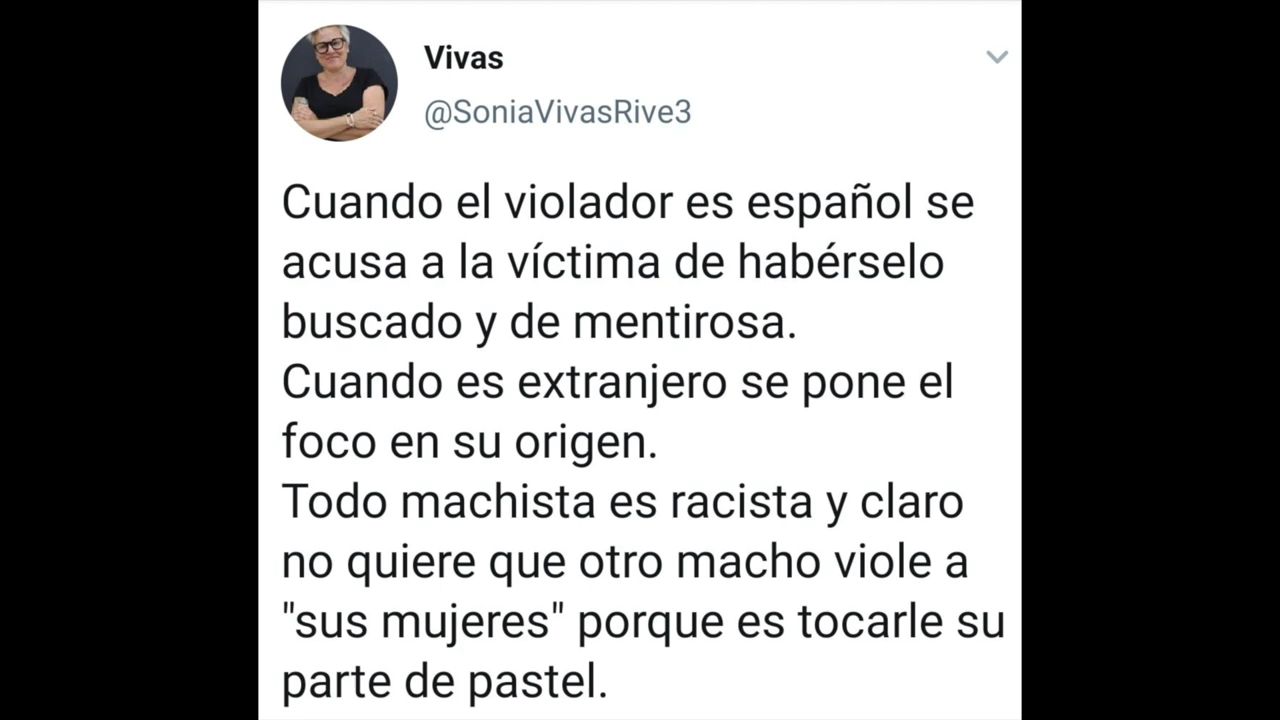 Vivas
@SoniaVivasRive3
Cuando el violador es español se
acusa a la víctima de habérselo
buscado y de mentirosa.
Cuando es extranjero se pone el
foco en su origen.
Todo machista es racista y claro
no quiere que otro macho viole a
"sus mujeres" porque es tocarle su
parte de pastel.